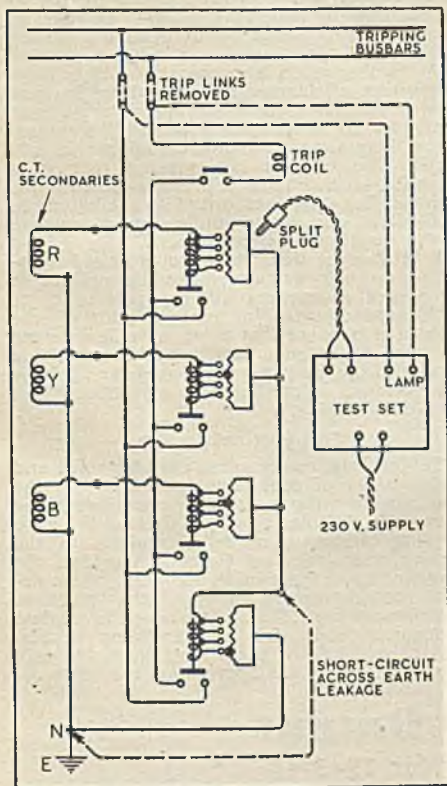 TRIPPING
BUSBARS
TRIP LINKS
REMOVED
TRIP
COIL
C.T.
SECONDARIES
SPLIT
PLUG
R
Y
B
LAMP
TEST SET
230 V. SUPPLY
SHORT-CIRCUIT
ACROSS EARTH
LEAKAGE
N
E